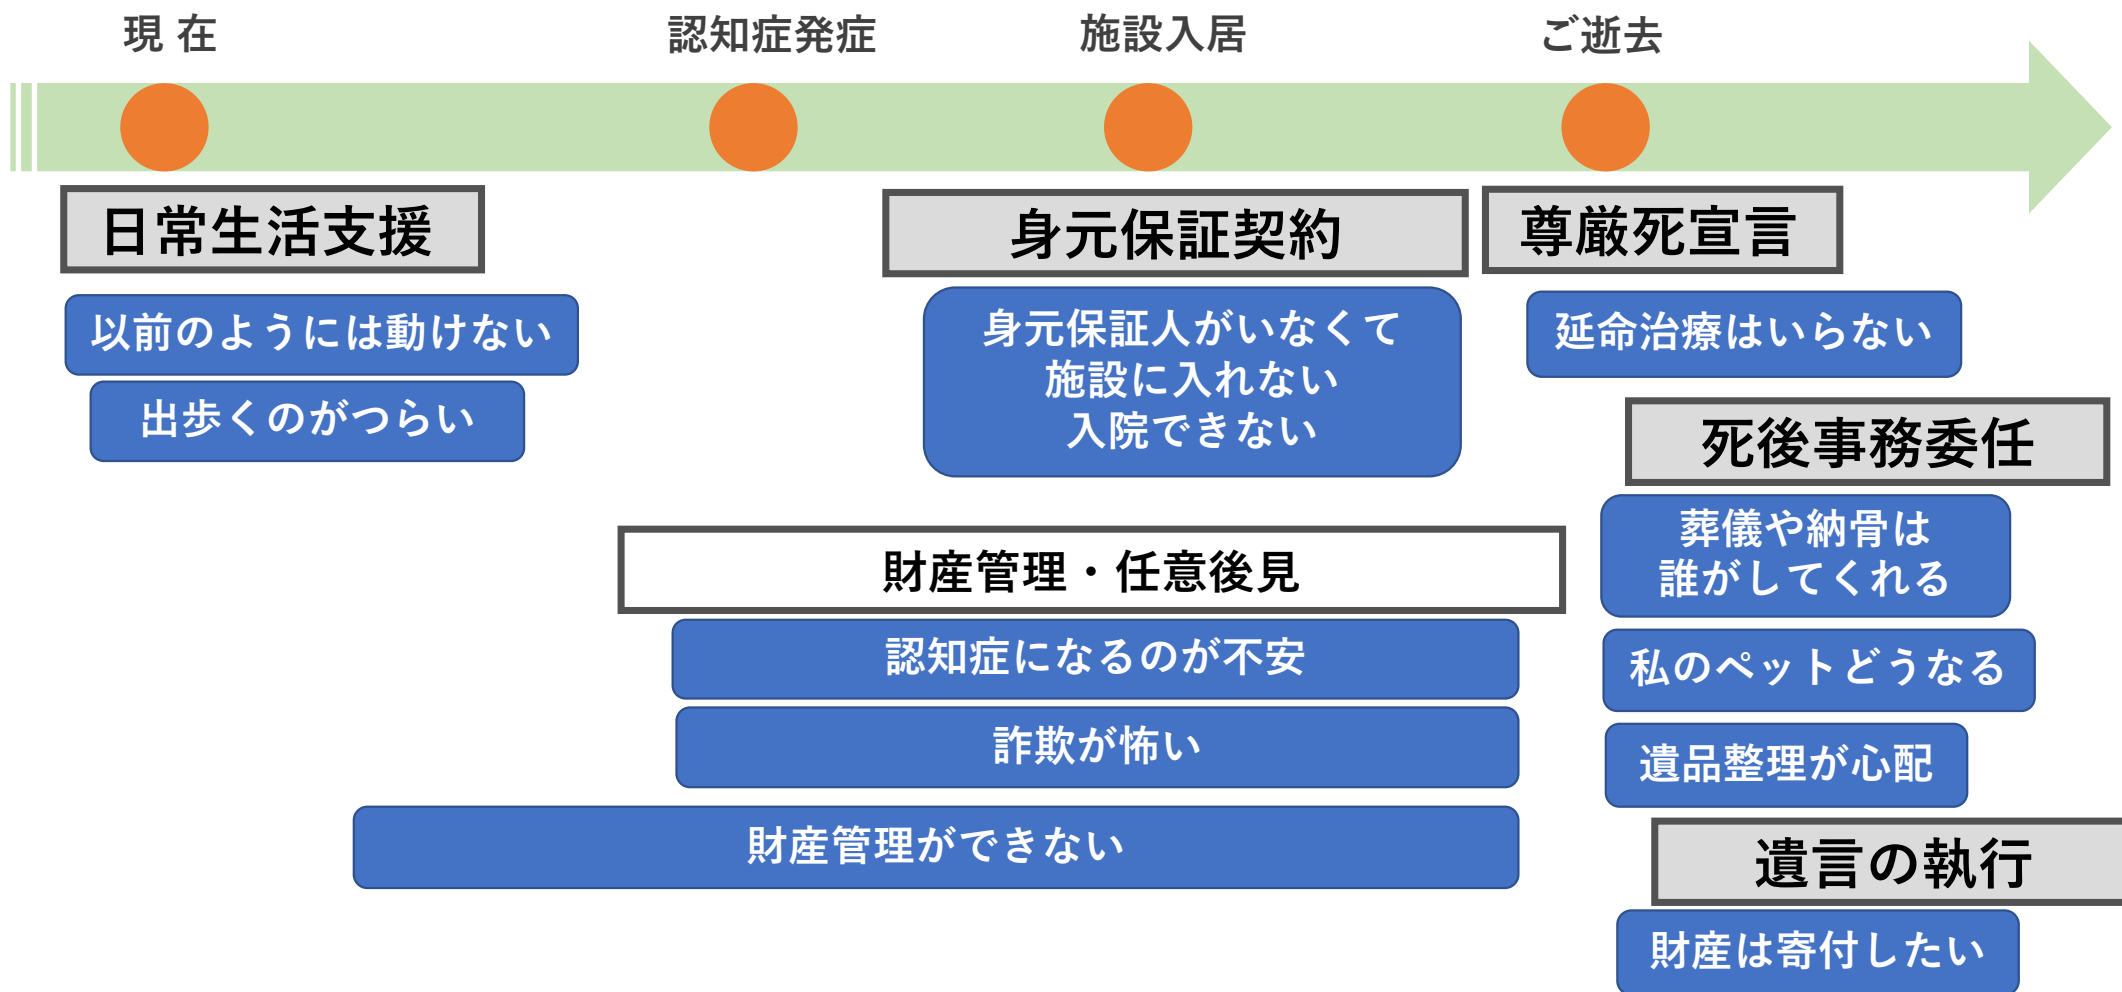 現 在
認知症発症
施設入居
ご逝去
日常生活支援
以前のようには動けない
出歩くのがつらい
身元保証契約
身元保証人がいなくて
施設に入れない
入院できない
財産管理・任意後見
認知症になるのが不安
詐欺が怖い
財産管理ができない
尊厳死宣言
延命治療はいらない
死後事務委任
葬儀や納骨は
誰がしてくれる
私のペットどうなる
遺品整理が心配
遺言の執行
財産は寄付したい